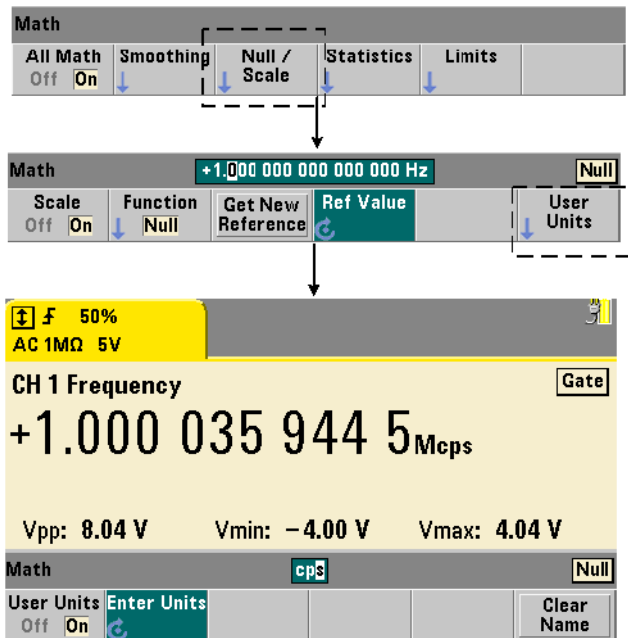 Math
All Math Smoothing Null / Statistics Limits
Off On Scale
Math +1.000 000 000 000 000 Hz Null
Scale Function Get New Ref Value User
Off On Null Reference Units
50%
AC 1MΩ 5V
CH 1 Frequency Gate
+1.000 035 944 5 Mcps
Vpp: 8.04 V Vmin: −4.00 V Vmax: 4.04 V
Math cps Null
User Units Enter Units Clear
Off On Name